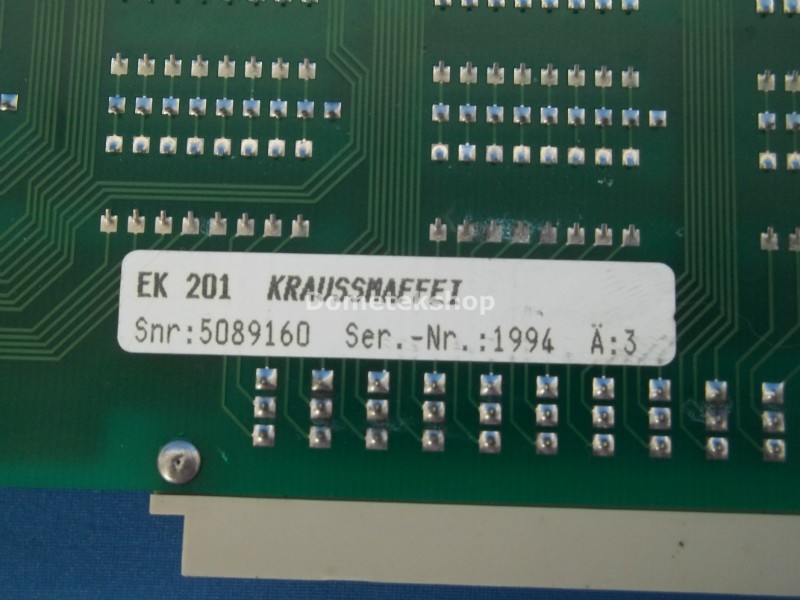 EK 201 KRAUSSMAFFEI
Dometekshop
Snr:5089160 Ser.-Nr.:1994 Ä:3